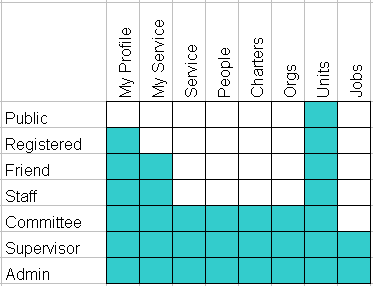 My Profile
My Service
Service
People
Charters
Orgs
Units
Jobs
Public
Registered
Friend
Staff
Committee
Supervisor
Admin